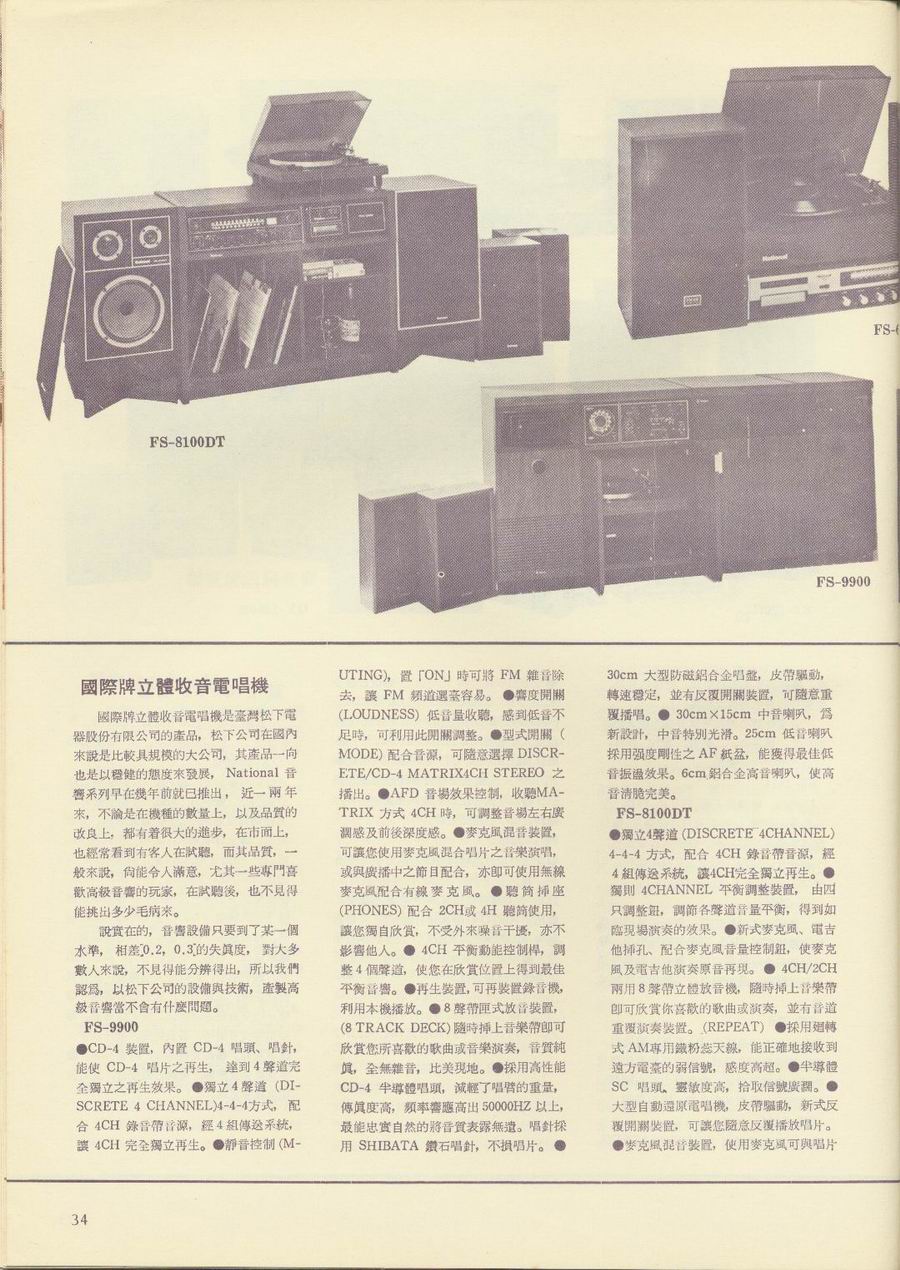 FS-8100DT
National
FS-6
FS-9900
國際牌立體收音電唱機
國際牌立體收音電唱機是臺灣松下電
器股份有限公司的產品，松下公司在國內
來說是比較具規模的大公司，其產品一向
也是以穩健的態度來發展，National 音
響系列早在幾年前就已推出，近一兩年
來，不論是在機種的數量上，以及品質的
改良上，都有着很大的進步，在市面上，
也經常看到有客人在試聽，而其品質，一
般來說，尙能令人滿意，尤其一些專門喜
歡高級音響的玩家，在試聽後，也不見得
能挑出多少毛病來。
說實在的，音響設備只要到了某一個
水準，相差0.2，0.3的失眞度，對大多
數人來說，不見得能分辨得出，所以我們
認爲，以松下公司的設備與技術，產製高
級音響當不會有什麼問題。
FS-9900
●CD-4 裝置，內置 CD-4 唱頭、唱針，
能使 CD-4 唱片之再生，達到4聲道完
全獨立之再生效果。●獨立4聲道 (DI-
SCRETE 4 CHANNEL)4-4-4方式，配
合 4CH 錄音帶音源，經4組傳送系統，
讓 4CH 完全獨立再生。●靜音控制 (M-
UTING)，置「ON」時可將 FM 雜音除
去，讓 FM 頻道選臺容易。●響度開關
(LOUDNESS) 低音量收聽，感到低音不
足時，可利用此開關調整。●型式開關（
MODE) 配合音源，可隨意選擇 DISCR-
ETE/CD-4 MATRIX4CH STEREO 之
播出。●AFD 音場效果控制，收聽MA-
TRIX 方式 4CH 時，可調整音場左右廣
濶感及前後深度感。●麥克風混音裝置，
可讓您使用麥克風混合唱片之音樂演唱，
或與廣播中之節目配合，亦卽可使用無線
麥克風配合有線麥克風。●聽筒挿座
(PHONES) 配合 2CH或 4H 聽筒使用，
讓您獨自欣賞，不受外來噪音干擾，亦不
影響他人。● 4CH 平衡動能控制桿，調
整4個聲道，使您在欣賞位置上得到最佳
平衡音響。●再生裝置,可再裝置錄音機，
利用本機播放。●8聲帶匣式放音裝置，
(8 TRACK DECK)隨時挿上音樂帶卽可
欣賞您所喜歡的歌曲或音樂演奏，音質純
眞，全無雜音，比美現地。●採用高性能
CD-4 半導體唱頭，減輕了唱臂的重量，
傳眞度高，頻率響應高出 50000HZ 以上，
最能忠實自然的將音質表露無遺。唱針採
用 SHIBATA 鑽石唱針，不損唱片。●
30cm 大型防磁鋁合金唱盤，皮帶驅動，
轉速穩定，並有反覆開關裝置，可隨意重
覆播唱。● 30cm×15cm 中音喇叭，爲
新設計，中音特別光滑。25cm 低音喇叭
採用强度剛性之 AF 紙盆，能獲得最佳低
音振盪效果。6cm 鋁合金高音喇叭，使高
音清脆完美。
FS-8100DT
●獨立4聲道 (DISCRETE 4CHANNEL)
4-4-4 方式，配合 4CH 錄音帶音源，經
4組傳送系統，讓4CH完全獨立再生。●
獨則 4CHANNEL 平衡調整裝置，由四
只調整鈕，調節各聲道音量平衡，得到如
臨現場演奏的效果。●新式麥克風、電吉
他挿孔、配合麥克風音量控制鈕，使麥克
風及電吉他演奏原音再現。● 4CH/2CH
兩用8聲帶立體放音機，隨時挿上音樂帶
卽可欣賞你喜歡的歌曲或演奏，並有音道
重覆演奏裝置。(REPEAT) ●採用廻轉
式AM專用鐵粉蕊天線，能正確地接收到
遠方電臺的弱信號，感度高超。●半導體
SC 唱頭，靈敏度高，拾取信號廣濶。●
大型自動還原電唱機，皮帶驅動，新式反
覆開關裝置，可讓您隨意反覆播放唱片。
●麥克風混音裝置，使用麥克風可與唱片
34